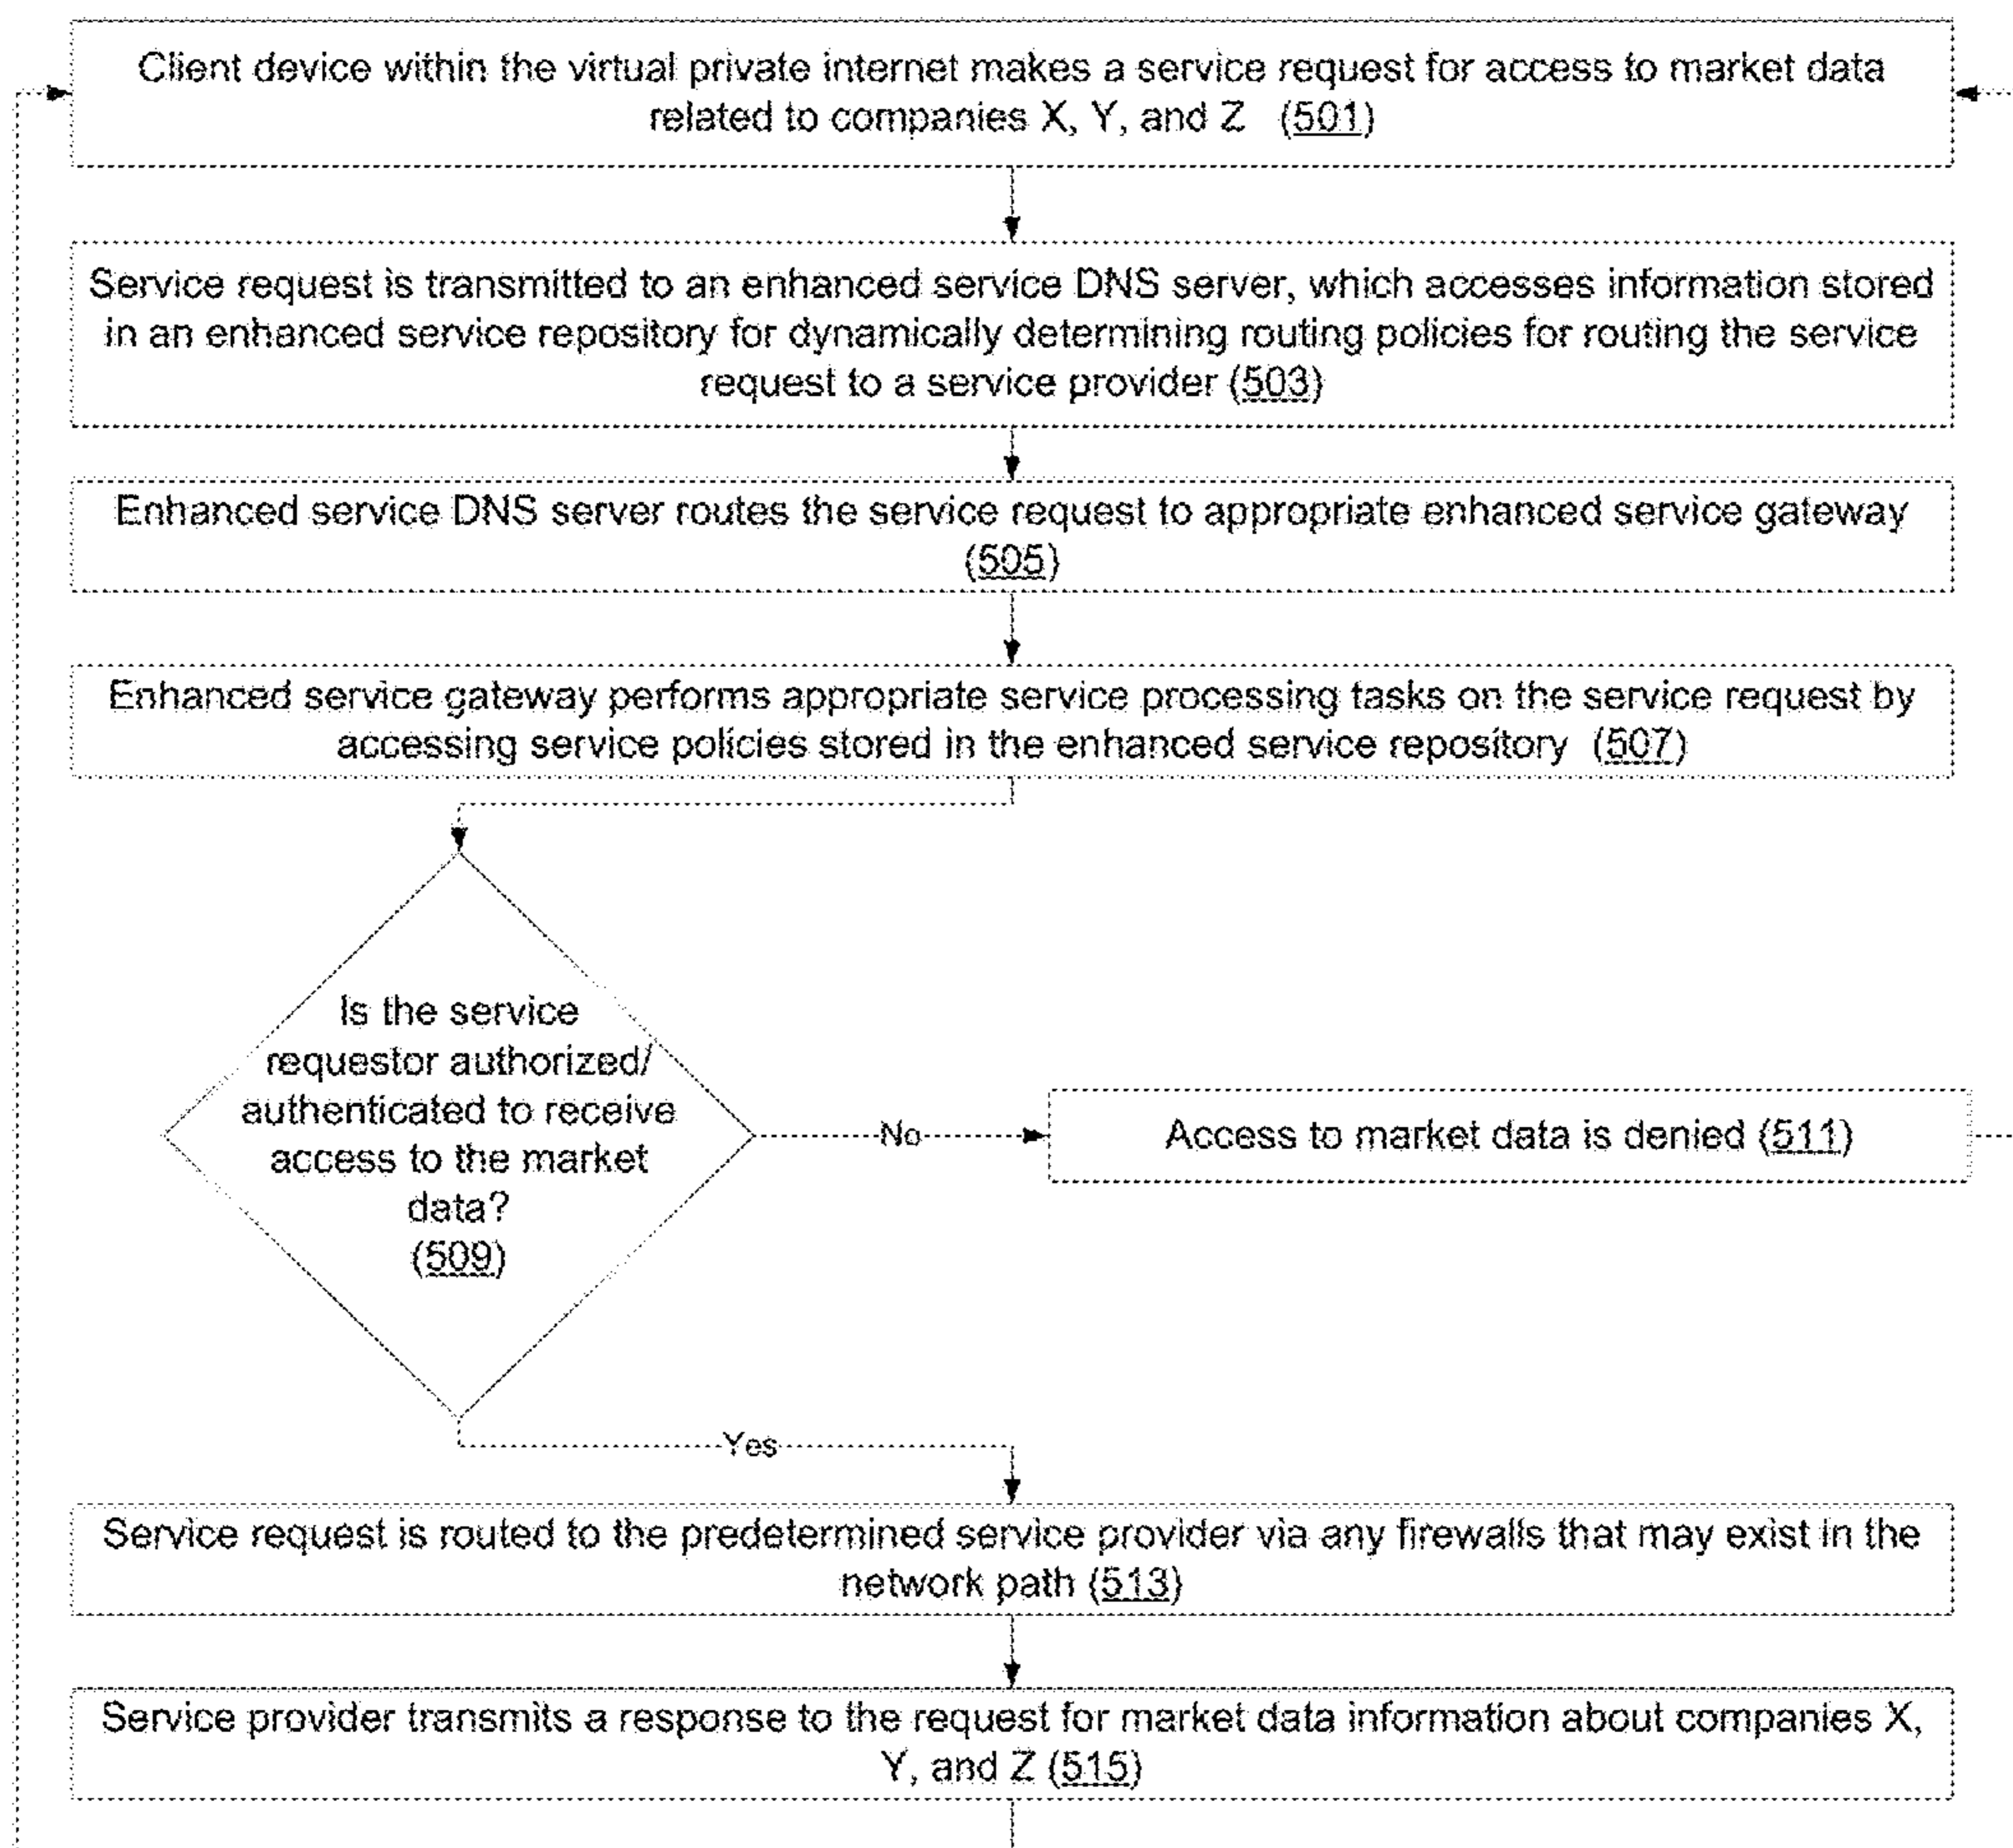 Client device within the virtual private internet makes a service request for access to market data
related to companies X, Y, and Z (501)
Service request is transmitted to an enhanced service DNS server, which accesses information stored
in an enhanced service repository for dynamically determining routing policies for routing the service
request to a service provider (503)
Enhanced service DNS server routes the service request to appropriate enhanced service gateway
(505)
Enhanced service gateway performs appropriate service processing tasks on the service request by
accessing service policies stored in the enhanced service repository (507)
Is the service
requestor authorized/
authenticated to receive
access to the market
data?
(509)
No
Access to market data is denied (511)
Yes
Service request is routed to the predetermined service provider via any firewalls that may exist in the
network path (513)
Service provider transmits a response to the request for market data information about companies X,
Y, and Z (515)